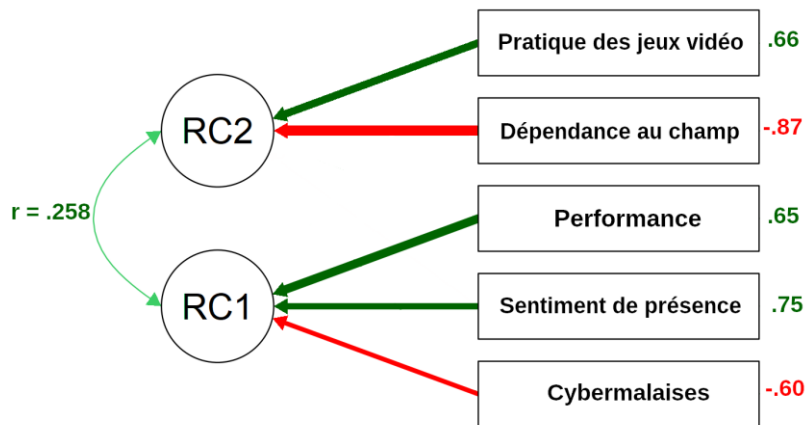 Pratique des jeux vidéo .66
RC2
Dépendance au champ -.87
r = .258
Performance .65
RC1
Sentiment de présence .75
Cybermalaises -.60